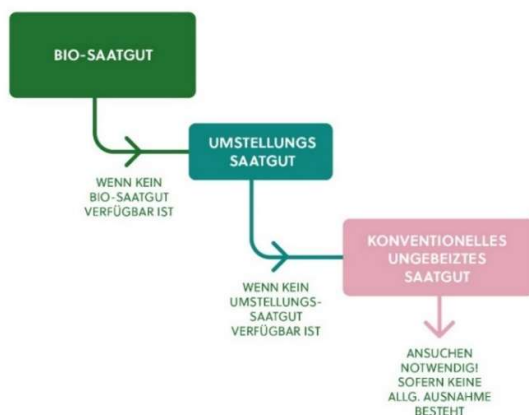 BIO-SAATGUT
WENN KEIN
BIO-SAATGUT
VERFÜGBAR IST
UMSTELLUNGS
SAATGUT
WENN KEIN
UMSTELLUNGS-
SAATGUT
VERFÜGBAR IST
KONVENTIONELLES
UNGEBEIZTES
SAATGUT
ANSUCHEN
NOTWENDIG!
SOFERN KEINE
ALLG. AUSNAHME
BESTEHT